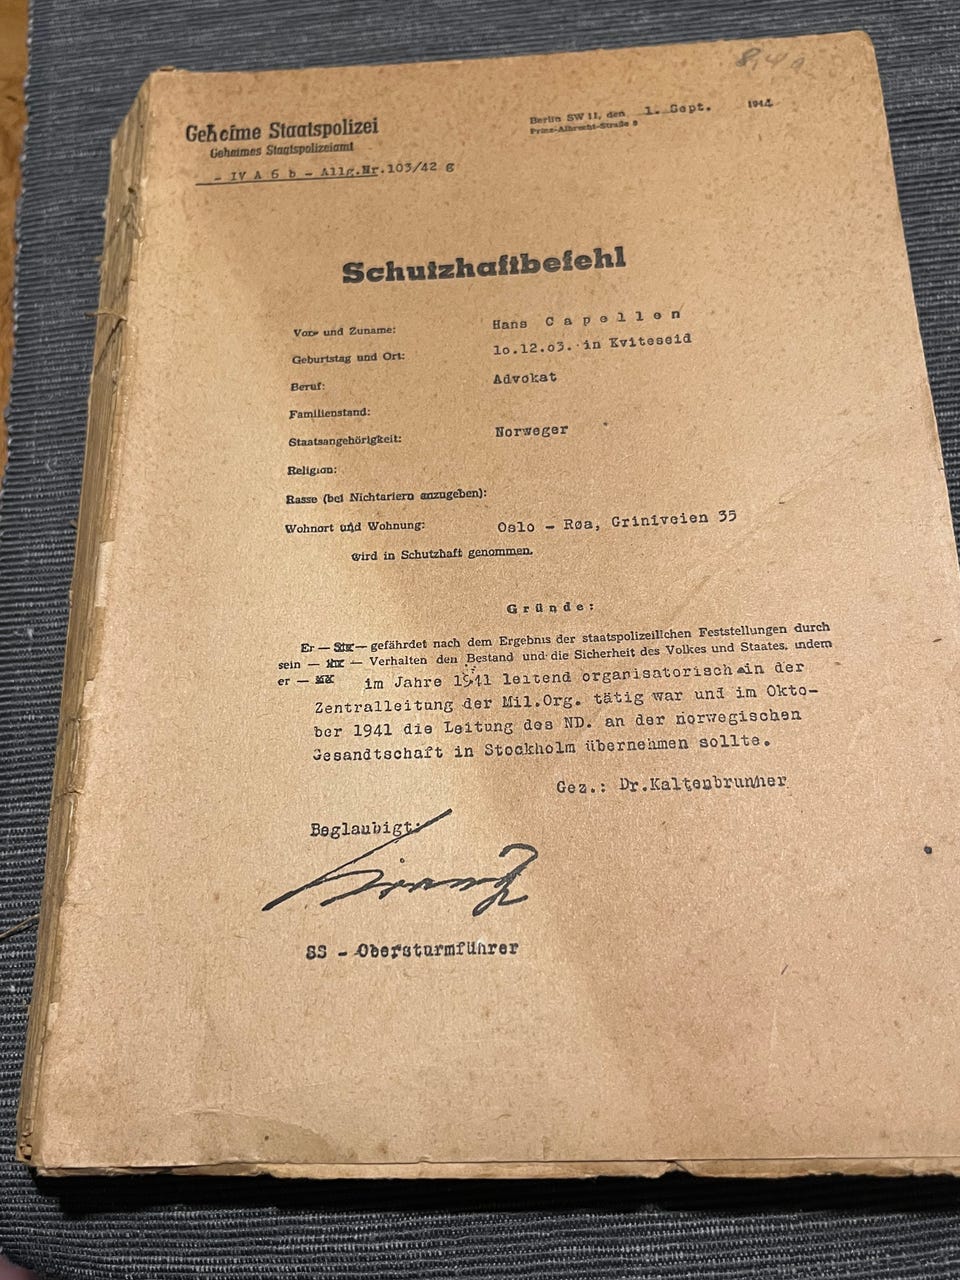 Geheime Staatspolizei
Geheimes Staatspolizeiamt
- IV A 6 b - Allg.Nr.103/42 g
Berlin SW 11, den 1. Sept. 1944
Prinz-Albrecht-Straße 8
Schutzhaftbefehl
Vor- und Zuname: Hans Capellen
Geburtstag und Ort: 10.12.03. in Kviteseid
Beruf: Advokat
Familienstand:
Staatsangehörigkeit: Norweger
Religion:
Rasse (bei Nichtariern anzugeben):
Wohnort und Wohnung: Oslo - Røa, Griniveien 35
wird in Schutzhaft genommen.
Gründe:
Er — — gefährdet nach dem Ergebnis der staatspolizeilichen Feststellungen durch
sein — — Verhalten den Bestand und die Sicherheit des Volkes und Staates, indem
er — im Jahre 1941 leitend organisatorisch in der
Zentralleitung der Mil.Org. tätig war und im Okto-
ber 1941 die Leitung des ND. an der norwegischen
Gesandtschaft in Stockholm übernehmen sollte.
Gez.: Dr.Kaltenbrunner
Beglaubigt:
SS - Obersturmführer